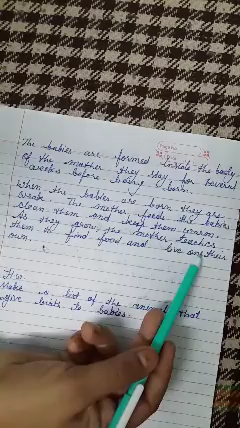 The babies are formed inside the body
of the mother they stay for several
weeks before being born.
When the babies are born they are
weak. The mother feeds its babies
clean them and keep them warm.
As they grow, the mother teaches
them to find food and live on their
own.
H.w.
Make a list of the animals that
give birth to babies.